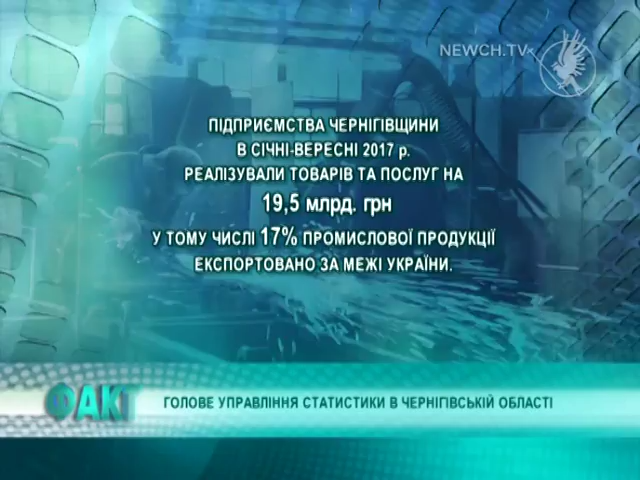 NEWCH.TV
ПІДПРИЄМСТВА ЧЕРНІГІВЩИНИ
В СІЧНІ-ВЕРЕСНІ 2017 р.
РЕАЛІЗУВАЛИ ТОВАРІВ ТА ПОСЛУГ НА
19,5 млрд. грн
У ТОМУ ЧИСЛІ 17% ПРОМИСЛОВОЇ ПРОДУКЦІЇ
ЕКСПОРТОВАНО ЗА МЕЖІ УКРАЇНИ.
ФАКТ
ГОЛОВЕ УПРАВЛІННЯ СТАТИСТИКИ В ЧЕРНІГІВСЬКІЙ ОБЛАСТІ